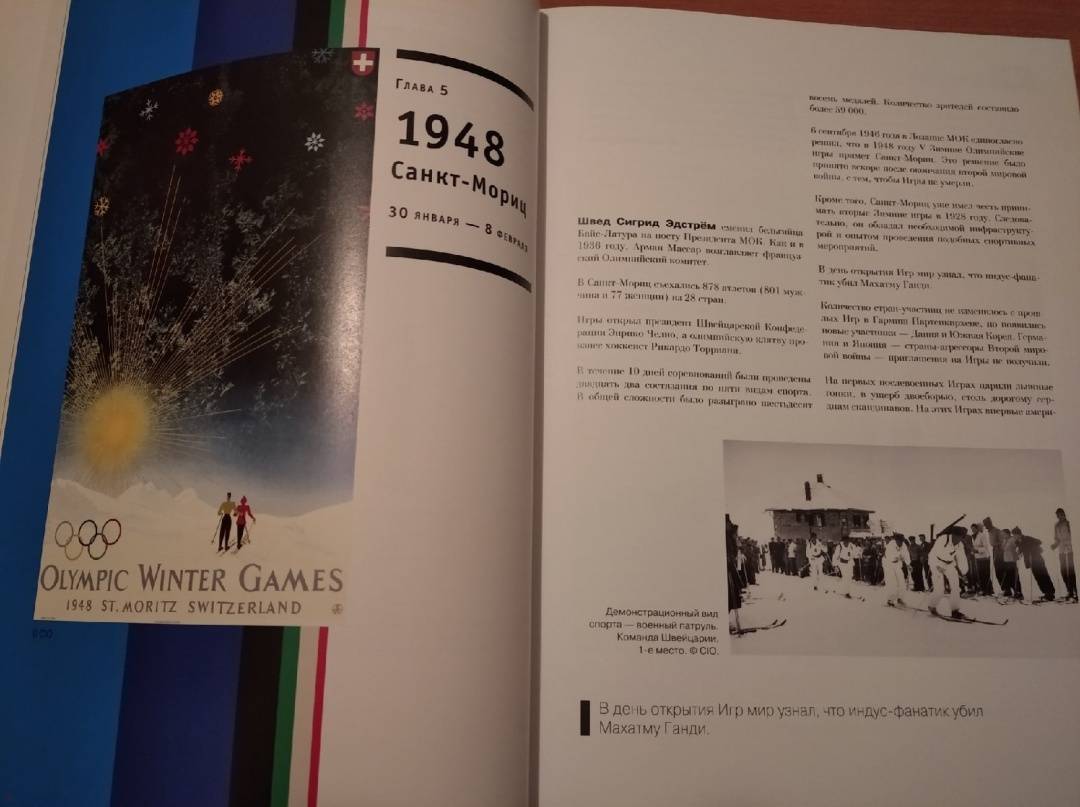 Глава 5
1948
Санкт-Мориц
30 января — 8 февраля
OLYMPIC WINTER GAMES
1948 ST. MORITZ SWITZERLAND
Швед Сигрид Эдстрём сменил бельгийца
Байе-Латура на посту Президента МОК. Как и в
1936 году, Арман Массар возглавляет француз-
ский Олимпийский комитет.
В Санкт-Мориц съехались 878 атлетов (801 муж-
чина и 77 женщин) из 28 стран.
Игры открыл президент Швейцарской Конфеде-
рации Энрико Челио, а олимпийскую клятву про-
изнес хоккеист Рикардо Торриани.
В течение 10 дней соревнований были проведены
двадцать два состязания по пяти видам спорта.
В общей сложности было разыграно шестьдесят
восемь медалей. Количество зрителей составило
более 59 000.
6 сентября 1946 года в Лозанне МОК единогласно
решил, что в 1948 году V Зимние Олимпийские
игры примет Санкт-Мориц. Это решение было
принято вскоре после окончания второй мировой
войны, с тем, чтобы Игры не умерли.
Кроме того, Санкт-Мориц уже имел честь прини-
мать вторые Зимние игры в 1928 году. Следова-
тельно, он обладал необходимой инфраструкту-
рой и опытом проведения подобных спортивных
мероприятий.
В день открытия Игр мир узнал, что индус-фана-
тик убил Махатму Ганди.
Количество стран-участниц не изменилось с прош-
лых Игр в Гармиш-Партенкирхене, но появились
новые участники — Дания и Южная Корея. Герма-
ния и Япония — страны-агрессоры Второй миро-
вой войны — приглашения на Игры не получили.
На первых послевоенных Играх царили лыжные
гонки, в ущерб двоеборью, столь дорогому сер-
дцам скандинавов. На этих Играх впервые амери-
Демонстрационный вид
спорта — военный патруль.
Команда Швейцарии.
1-е место. © CIO.
В день открытия Игр мир узнал, что индус-фанатик убил
Махатму Ганди.